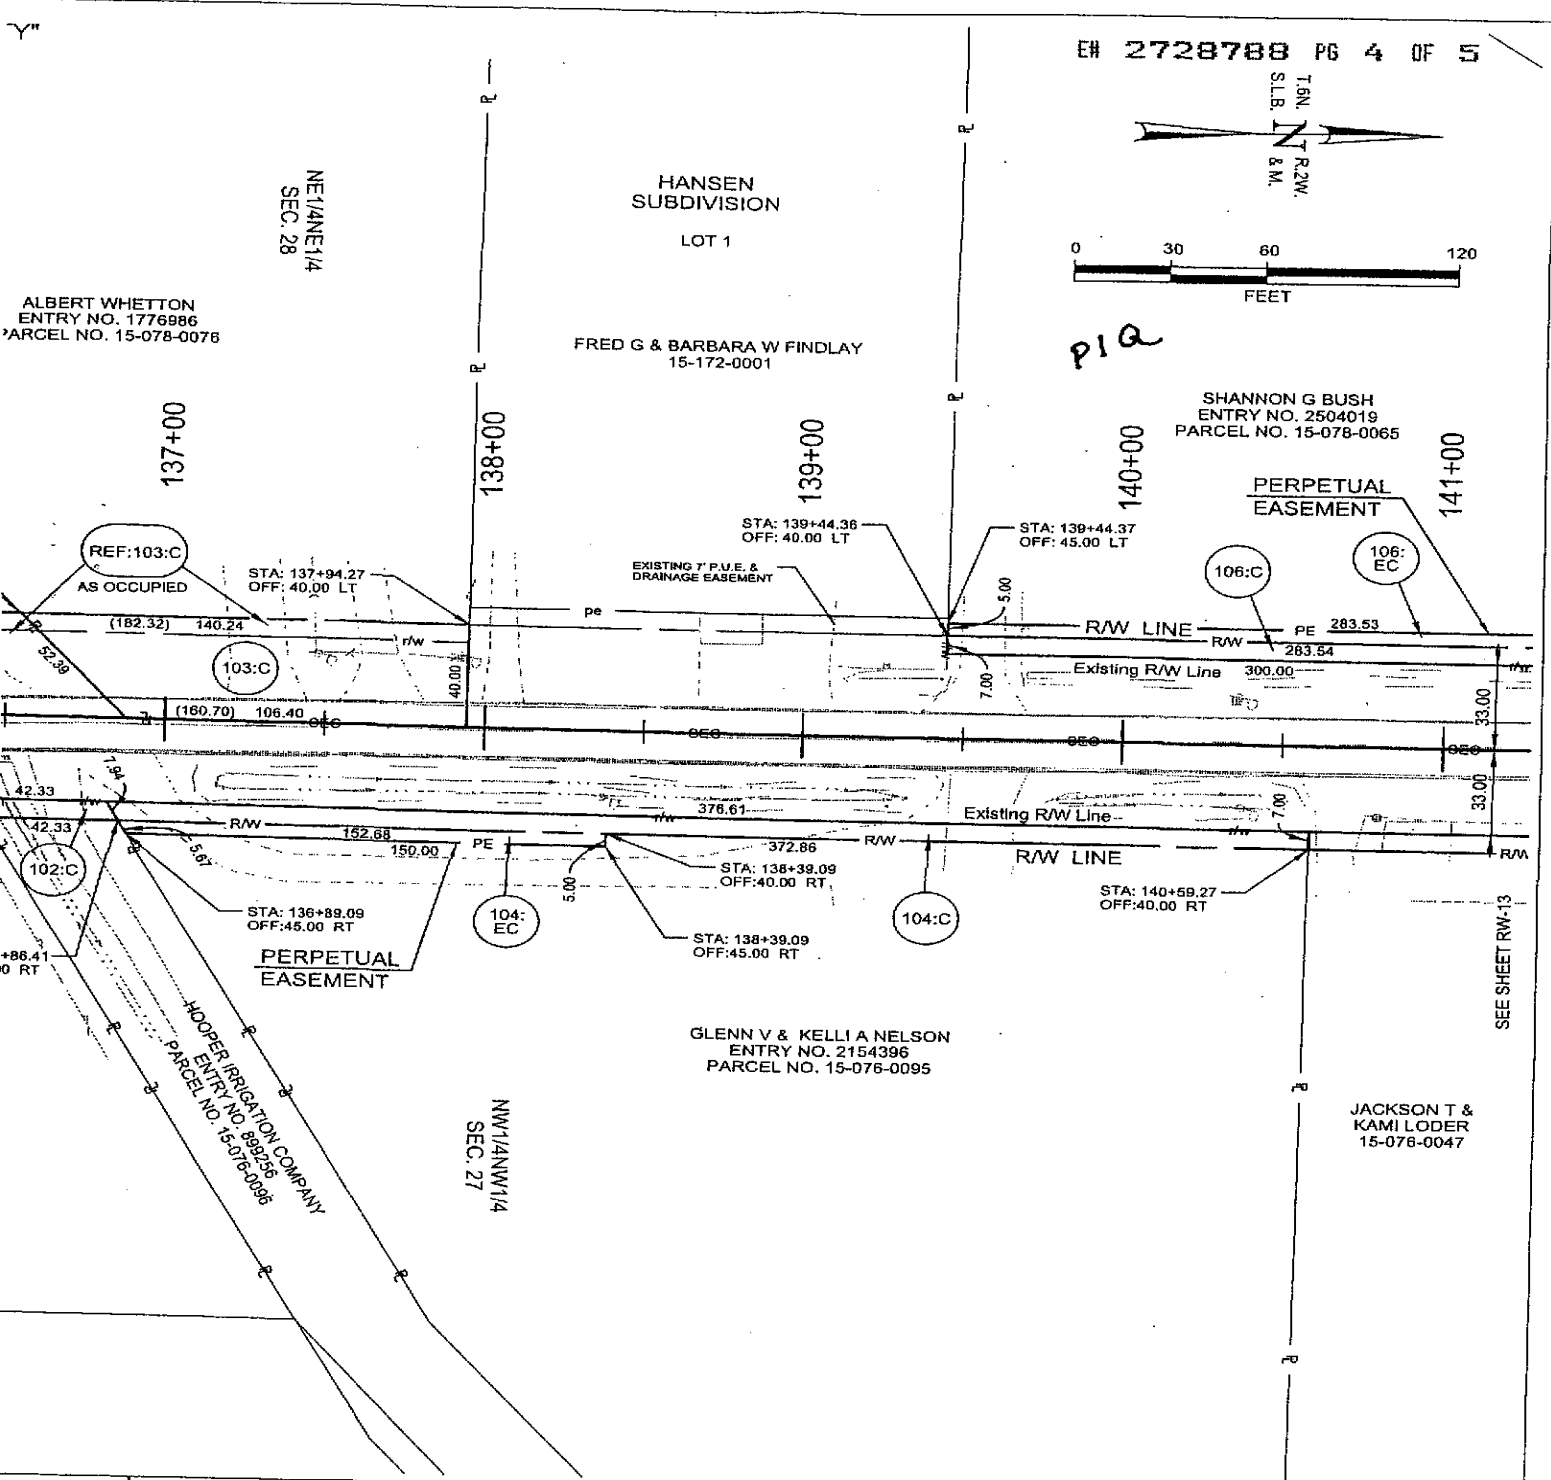 Y"
E# 2728788 PG 4 OF 5
T.6N. R.2W.
S.L.B. & M.
N
0 30 60 120
FEET
P1Q
NE1/4NE1/4
SEC. 28
HANSEN
SUBDIVISION
LOT 1
ALBERT WHETTON
ENTRY NO. 1776986
PARCEL NO. 15-078-0076
FRED G & BARBARA W FINDLAY
15-172-0001
SHANNON G BUSH
ENTRY NO. 2504019
PARCEL NO. 15-078-0065
137+00
138+00
139+00
140+00
141+00
PERPETUAL
EASEMENT
REF:103:C
AS OCCUPIED
STA: 137+94.27
OFF: 40.00 LT
EXISTING 7' P.U.E. &
DRAINAGE EASEMENT
STA: 139+44.36
OFF: 40.00 LT
STA: 139+44.37
OFF: 45.00 LT
106:C
106:
EC
5.00
pe
(182.32) 140.24
r/w
R/W LINE
PE
283.53
R/W
283.54
52.39
103:C
40.00
7.00
Existing R/W Line
300.00
r/w
33.00
(160.70) 106.40
SEC
SEC
SEC
SEC
33.00
7.94
42.33
r/w
376.61
r/w
Existing R/W Line
r/w
7.00
42.33
R/W
152.68
150.00
PE
372.86
R/W
R/W LINE
R/W
5.67
102:C
5.00
STA: 138+39.09
OFF:40.00 RT
STA: 140+59.27
OFF:40.00 RT
STA: 136+89.09
OFF:45.00 RT
104:
EC
104:C
STA: 138+39.09
OFF:45.00 RT
+86.41
0 RT
PERPETUAL
EASEMENT
SEE SHEET RW-13
HOOPER IRRIGATION COMPANY
ENTRY NO. 899256
PARCEL NO. 15-076-0096
GLENN V & KELLI A NELSON
ENTRY NO. 2154396
PARCEL NO. 15-076-0095
NW1/4NW1/4
SEC. 27
JACKSON T &
KAMI LODER
15-076-0047